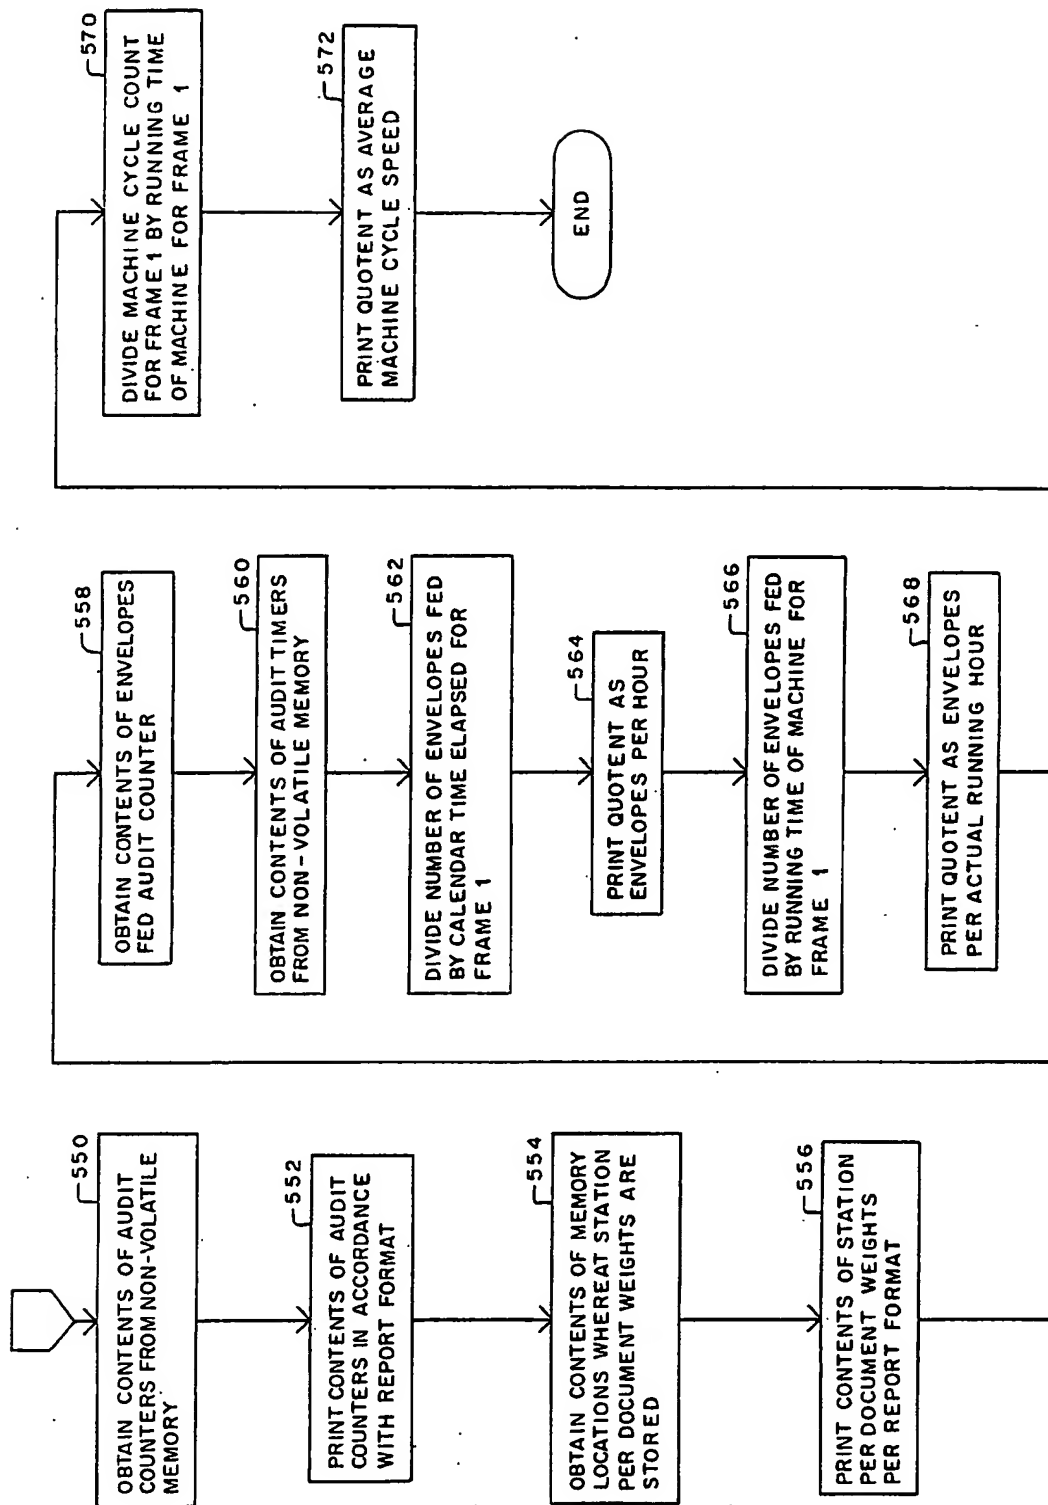 550
OBTAIN CONTENTS OF AUDIT
COUNTERS FROM NON-VOLATILE
MEMORY
552
PRINT CONTENTS OF AUDIT
COUNTERS IN ACCORDANCE
WITH REPORT FORMAT
554
OBTAIN CONTENTS OF MEMORY
LOCATIONS WHEREAT STATION
PER DOCUMENT WEIGHTS ARE
STORED
556
PRINT CONTENTS OF STATION
PER DOCUMENT WEIGHTS
PER REPORT FORMAT
558
OBTAIN CONTENTS OF ENVELOPES
FED AUDIT COUNTER
560
OBTAIN CONTENTS OF AUDIT TIMERS
FROM NON-VOLATILE MEMORY
562
DIVIDE NUMBER OF ENVELOPES FED
BY CALENDAR TIME ELAPSED FOR
FRAME 1
564
PRINT QUOTENT AS
ENVELOPES PER HOUR
566
DIVIDE NUMBER OF ENVELOPES FED
BY RUNNING TIME OF MACHINE FOR
FRAME 1
568
PRINT QUOTENT AS ENVELOPES
PER ACTUAL RUNNING HOUR
570
DIVIDE MACHINE CYCLE COUNT
FOR FRAME 1 BY RUNNING TIME
OF MACHINE FOR FRAME 1
572
PRINT QUOTENT AS AVERAGE
MACHINE CYCLE SPEED
END